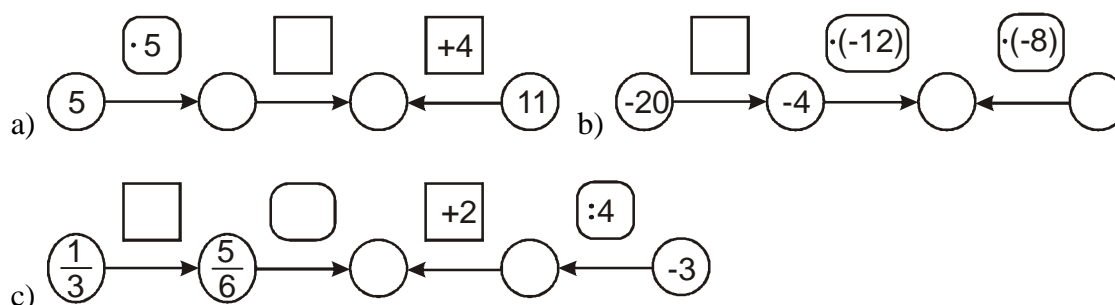 · 5 +4 ·(-12) ·(-8)
a) 5 11 b) -20 -4
+2 :4
c) 1/3 5/6 -3